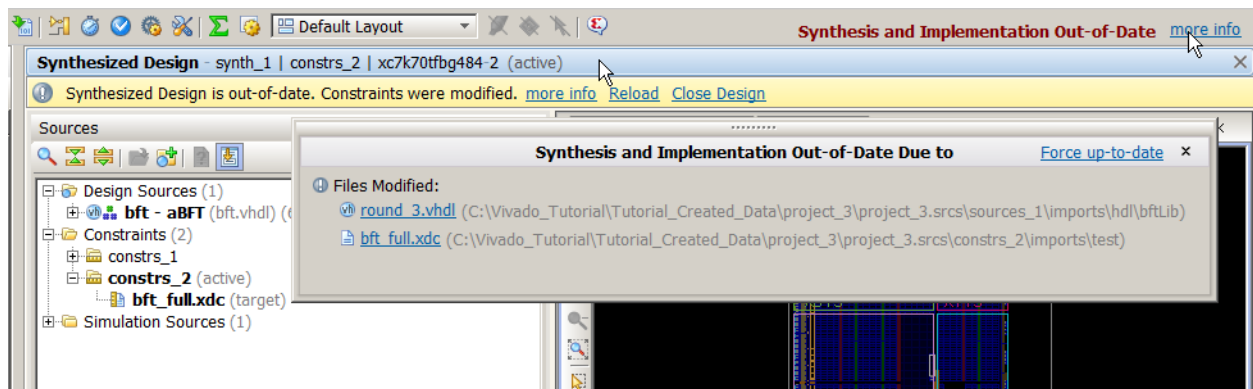 Default Layout
Synthesis and Implementation Out-of-Date more info
Synthesized Design - synth_1 | constrs_2 | xc7k70tfbg484-2 (active)
Synthesized Design is out-of-date. Constraints were modified. more info Reload Close Design
Sources
Synthesis and Implementation Out-of-Date Due to Force up-to-date
Files Modified:
round_3.vhdl (C:\Vivado_Tutorial\Tutorial_Created_Data\project_3\project_3.srcs\sources_1\imports\hdl\bftLib)
bft_full.xdc (C:\Vivado_Tutorial\Tutorial_Created_Data\project_3\project_3.srcs\constrs_2\imports\test)
Design Sources (1)
bft - aBFT (bft.vhdl)
Constraints (2)
constrs_1
constrs_2 (active)
bft_full.xdc (target)
Simulation Sources (1)